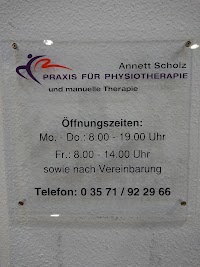 Annett Scholz
PRAXIS FÜR PHYSIOTHERAPIE
und manuelle Therapie
Öffnungszeiten:
Mo. - Do.: 8.00 - 19.00 Uhr
Fr.: 8.00 - 14.00 Uhr
sowie nach Vereinbarung
Telefon: 0 35 71 / 92 29 66